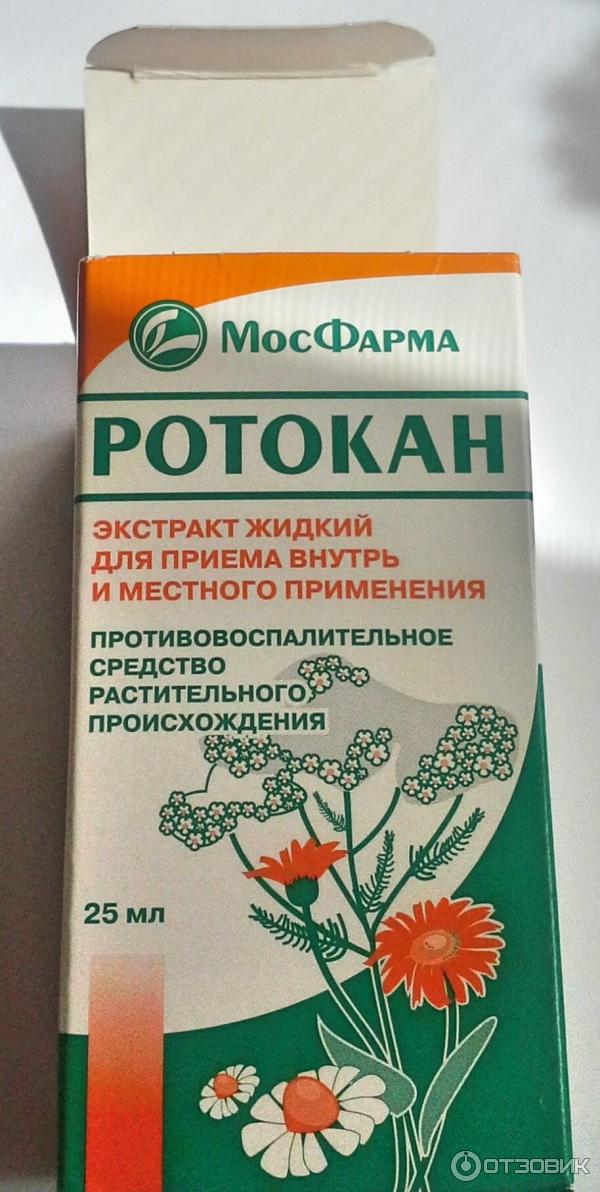 МОСФАРМА
РОТОКАН
ЭКСТРАКТ ЖИДКИЙ
ДЛЯ ПРИЕМА ВНУТРЬ
И МЕСТНОГО ПРИМЕНЕНИЯ
ПРОТИВОВОСПАЛИТЕЛЬНОЕ
СРЕДСТВО
РАСТИТЕЛЬНОГО
ПРОИСХОЖДЕНИЯ
25 мл
ОТЗОВИК